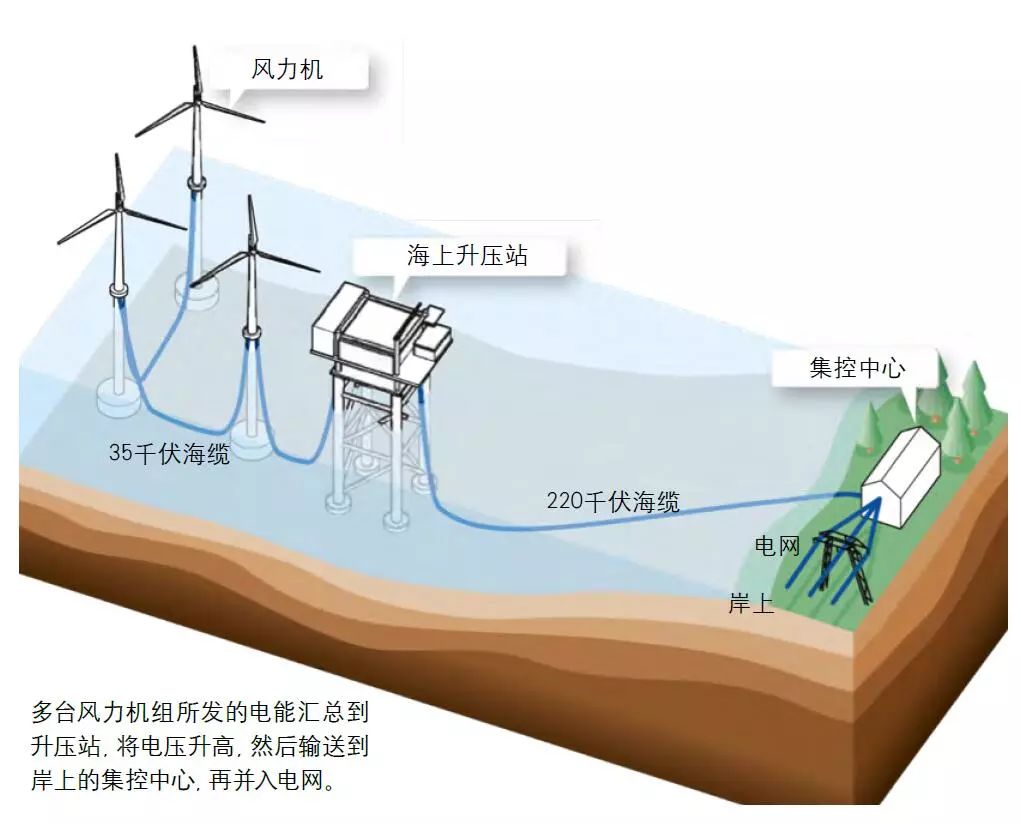 风力机
海上升压站
集控中心
35千伏海缆
220千伏海缆
电网
岸上
多台风力机组所发的电能汇总到
升压站, 将电压升高, 然后输送到
岸上的集控中心, 再并入电网。